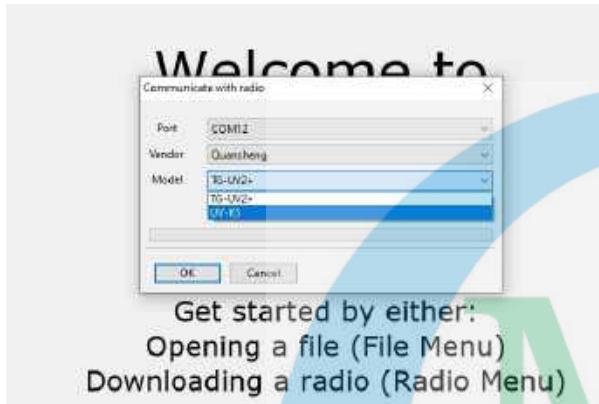 Welcome to
Communicate with radio
Port COM12
Vendor Quansheng
Model TG-UV2+
TG-UV2+
UV-K5
OK Cancel
Get started by either:
Opening a file (File Menu)
Downloading a radio (Radio Menu)